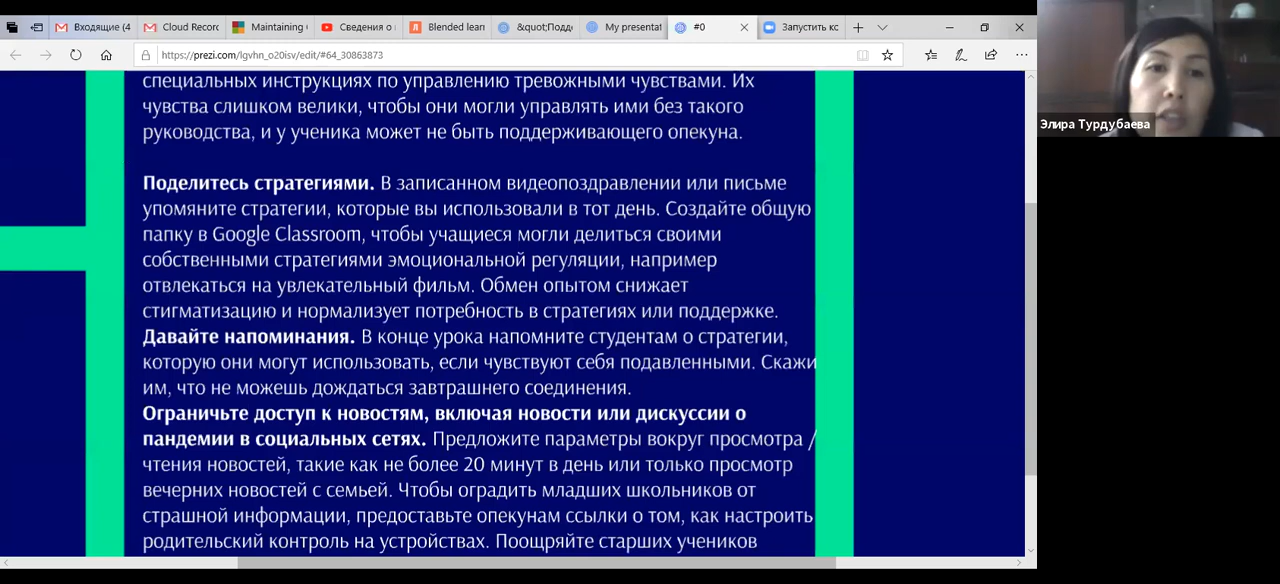 Входящие (4
Cloud Recor
Maintaining
Сведения о
Blended lear
&quot;Подд
My presentat
#0
Запустить кс
https://prezi.com/lgvhn_o20isv/edit/#64_30863873
специальных инструкциях по управлению тревожными чувствами. Их
чувства слишком велики, чтобы они могли управлять ими без такого
руководства, и у ученика может не быть поддерживающего опекуна.
Поделитесь стратегиями. В записанном видеопоздравлении или письме
упомяните стратегии, которые вы использовали в тот день. Создайте общую
папку в Google Classroom, чтобы учащиеся могли делиться своими
собственными стратегиями эмоциональной регуляции, например
отвлекаться на увлекательный фильм. Обмен опытом снижает
стигматизацию и нормализует потребность в стратегиях или поддержке.
Давайте напоминания. В конце урока напомните студентам о стратегии,
которую они могут использовать, если чувствуют себя подавленными. Скажи
им, что не можешь дождаться завтрашнего соединения.
Ограничьте доступ к новостям, включая новости или дискуссии о
пандемии в социальных сетях. Предложите параметры вокруг просмотра /
чтения новостей, такие как не более 20 минут в день или только просмотр
вечерних новостей с семьей. Чтобы оградить младших школьников от
страшной информации, предоставьте опекунам ссылки о том, как настроить
родительский контроль на устройствах. Поощряйте старших учеников
Элира Турдубаева